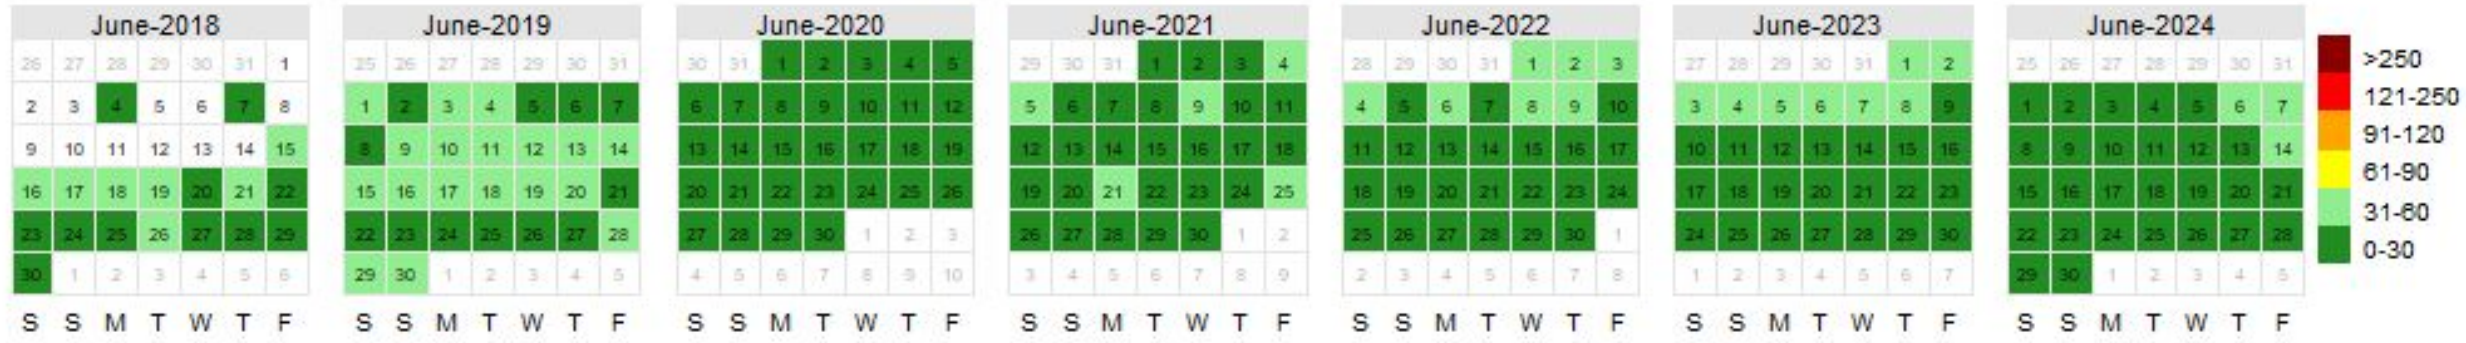 June-2018
26 27 28 29 30 31 1
2 3 4 5 6 7 8
9 10 11 12 13 14 15
16 17 18 19 20 21 22
23 24 25 26 27 28 29
30 1 2 3 4 5 6
S S M T W T F
June-2019
25 26 27 28 29 30 31
1 2 3 4 5 6 7
8 9 10 11 12 13 14
15 16 17 18 19 20 21
22 23 24 25 26 27 28
29 30 1 2 3 4 5
S S M T W T F
June-2020
30 31 1 2 3 4 5
6 7 8 9 10 11 12
13 14 15 16 17 18 19
20 21 22 23 24 25 26
27 28 29 30 1 2 3
4 5 6 7 8 9 10
S S M T W T F
June-2021
29 30 31 1 2 3 4
5 6 7 8 9 10 11
12 13 14 15 16 17 18
19 20 21 22 23 24 25
26 27 28 29 30 1 2
3 4 5 6 7 8 9
S S M T W T F
June-2022
28 29 30 31 1 2 3
4 5 6 7 8 9 10
11 12 13 14 15 16 17
18 19 20 21 22 23 24
25 26 27 28 29 30 1
2 3 4 5 6 7 8
S S M T W T F
June-2023
27 28 29 30 31 1 2
3 4 5 6 7 8 9
10 11 12 13 14 15 16
17 18 19 20 21 22 23
24 25 26 27 28 29 30
1 2 3 4 5 6 7
S S M T W T F
June-2024
25 26 27 28 29 30 31
1 2 3 4 5 6 7
8 9 10 11 12 13 14
15 16 17 18 19 20 21
22 23 24 25 26 27 28
29 30 1 2 3 4 5
S S M T W T F
>250
121-250
91-120
61-90
31-60
0-30